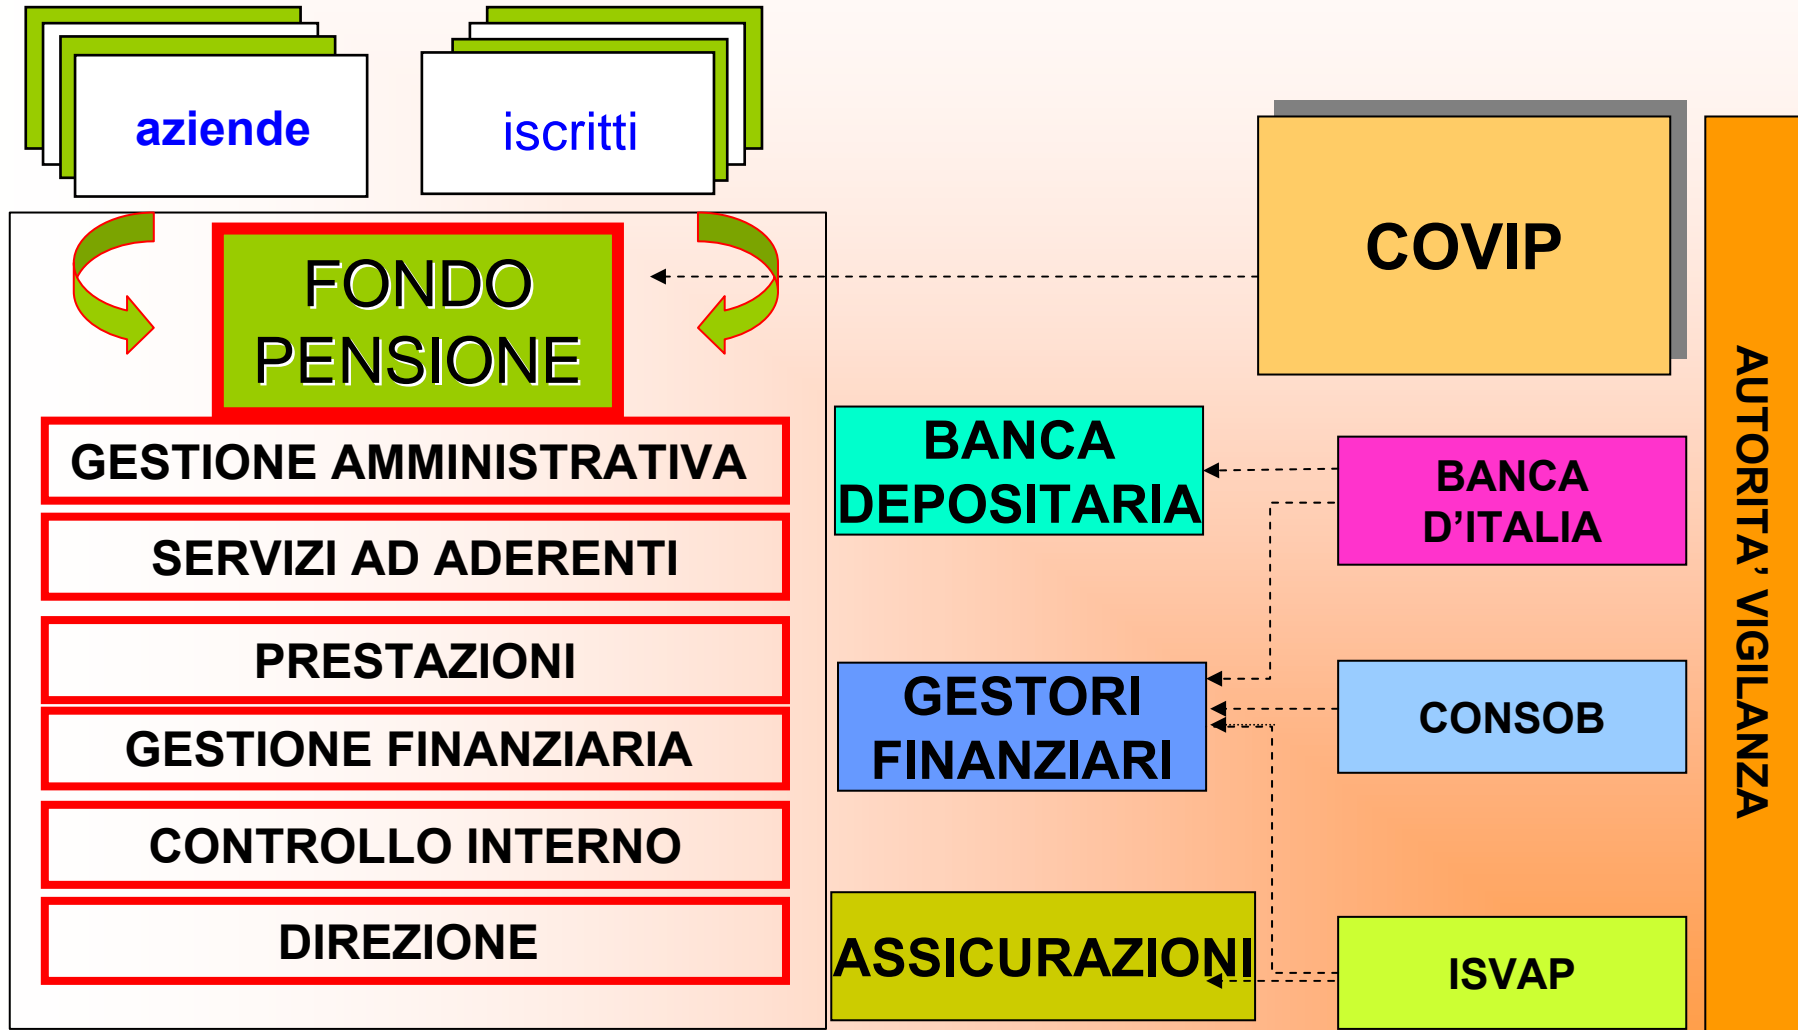 aziende
iscritti
FONDO
PENSIONE
GESTIONE AMMINISTRATIVA
SERVIZI AD ADERENTI
PRESTAZIONI
GESTIONE FINANZIARIA
CONTROLLO INTERNO
DIREZIONE
BANCA
DEPOSITARIA
GESTORI
FINANZIARI
ASSICURAZIONI
COVIP
BANCA
D’ITALIA
CONSOB
ISVAP
AUTORITA’ VIGILANZA